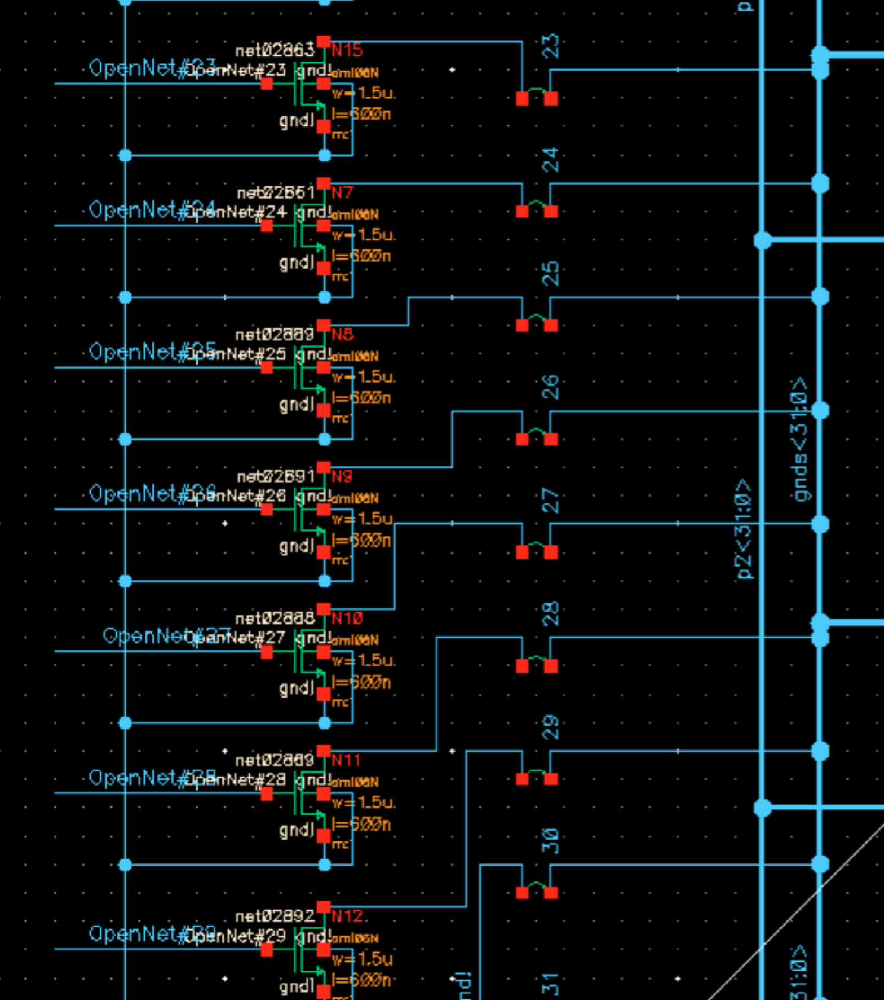 p
23
net02863 N15
OpenNet#23
OpenNet#23 gnd!
w=1.5u
l=600n
gnd!
24
N7
OpenNet#24
OpenNet#24 gnd!
w=1.5u
l=600n
gnd!
25
net02889 N8
OpenNet#25
OpenNet#25 gnd!
w=1.5u
l=600n
gnd!
26
N9
OpenNet#26
OpenNet#26 gnd!
w=1.5u
l=600n
gnd!
gnds<31:0>
27
p2<31:0>
net02888 N10
OpenNet#27
OpenNet#27 gnd!
w=1.5u
l=600n
gnd!
28
N11
OpenNet#28
OpenNet#28 gnd!
w=1.5u
l=600n
gnd!
29
30
net02892 N12
OpenNet#29
OpenNet#29 gnd!
w=1.5u
l=600n
gnd!
nd!
31
31:0>